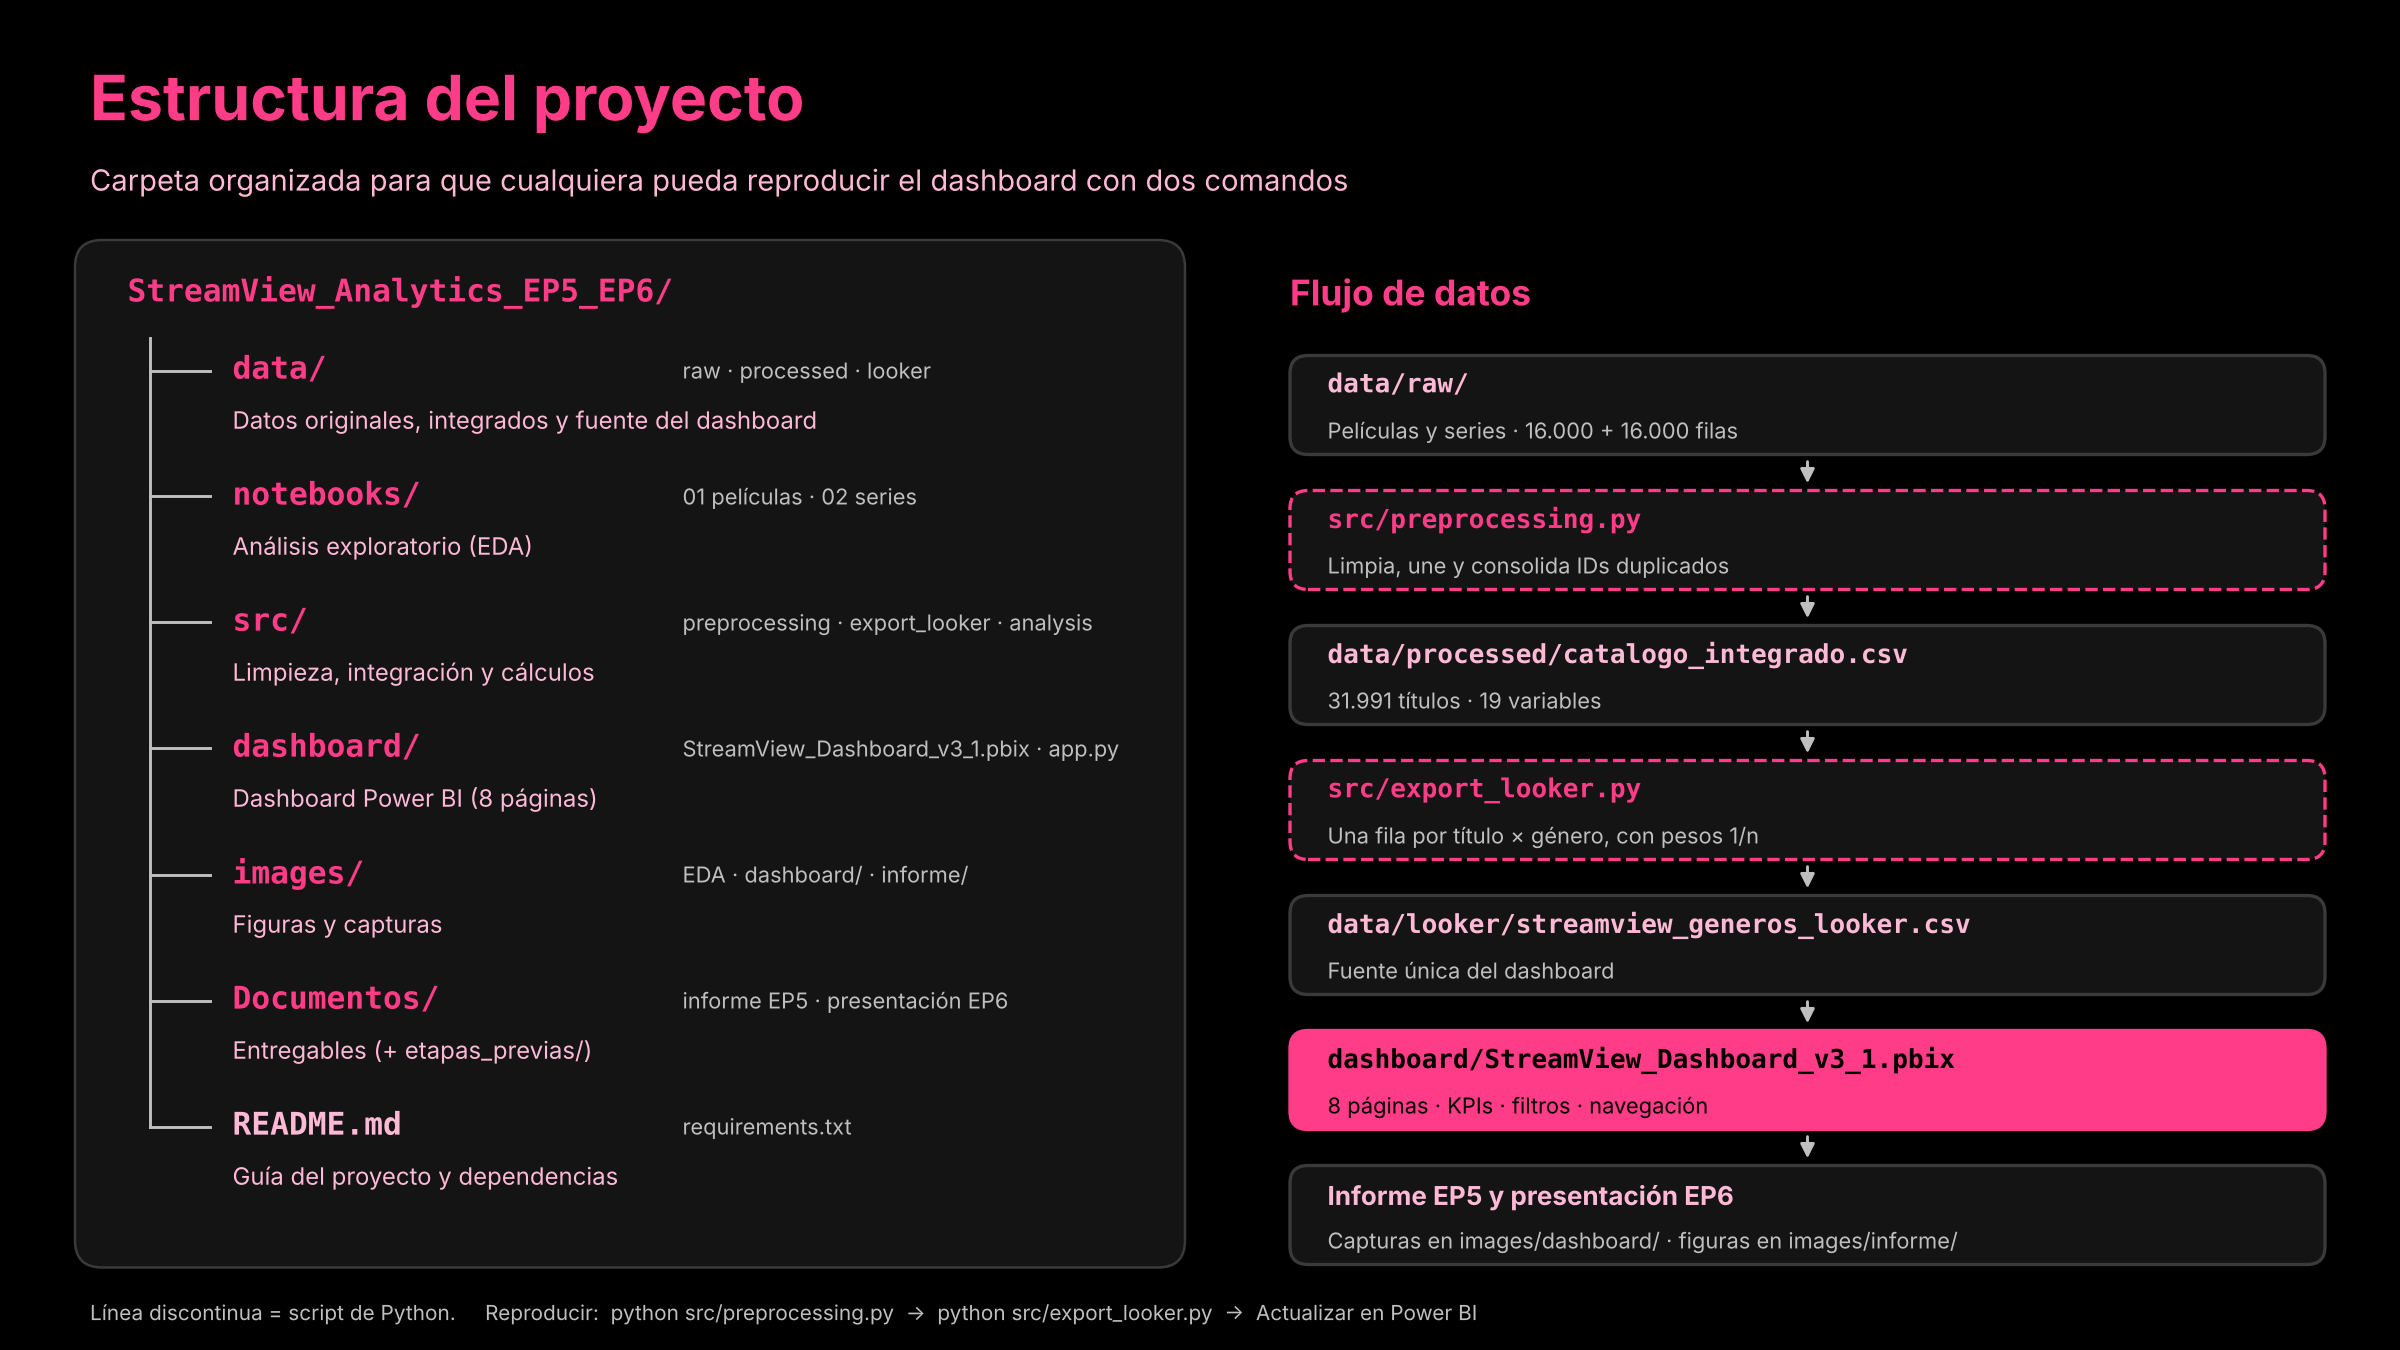 Estructura del proyecto
Carpeta organizada para que cualquiera pueda reproducir el dashboard con dos comandos
StreamView_Analytics_EP5_EP6/
data/ raw · processed · looker
Datos originales, integrados y fuente del dashboard
notebooks/ 01 películas · 02 series
Análisis exploratorio (EDA)
src/ preprocessing · export_looker · analysis
Limpieza, integración y cálculos
dashboard/ StreamView_Dashboard_v3_1.pbix · app.py
Dashboard Power BI (8 páginas)
images/ EDA · dashboard/ · informe/
Figuras y capturas
Documentos/ informe EP5 · presentación EP6
Entregables (+ etapas_previas/)
README.md requirements.txt
Guía del proyecto y dependencias
Flujo de datos
data/raw/
Películas y series · 16.000 + 16.000 filas
src/preprocessing.py
Limpia, une y consolida IDs duplicados
data/processed/catalogo_integrado.csv
31.991 títulos · 19 variables
src/export_looker.py
Una fila por título × género, con pesos 1/n
data/looker/streamview_generos_looker.csv
Fuente única del dashboard
dashboard/StreamView_Dashboard_v3_1.pbix
8 páginas · KPIs · filtros · navegación
Informe EP5 y presentación EP6
Capturas en images/dashboard/ · figuras en images/informe/
Línea discontinua = script de Python. Reproducir: python src/preprocessing.py → python src/export_looker.py → Actualizar en Power BI